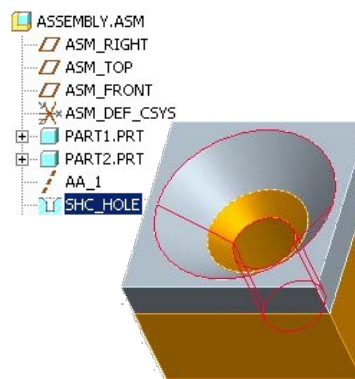 ASSEMBLY.ASM
ASM_RIGHT
ASM_TOP
ASM_FRONT
ASM_DEF_CSYS
PART1.PRT
PART2.PRT
AA_1
SHC_HOLE